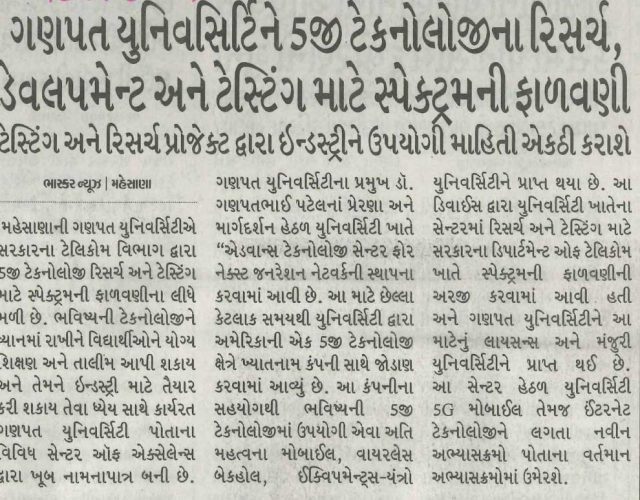 ગણપત યુનિવર્સિટિને 5જી ટેકનોલોજીના રિસર્ચ,
ડેવલપમેન્ટ અને ટેસ્ટિંગ માટે સ્પેક્ટ્રમની ફાળવણી
ટેસ્ટિંગ અને રિસર્ચ પ્રોજેક્ટ દ્વારા ઇન્ડસ્ટ્રીને ઉપયોગી માહિતી એકઠી કરાશે
ભાસ્કર ન્યૂઝ | મહેસાણા
મહેસાણાની ગણપત યુનિવર્સિટીએ
સરકારના ટેલિકોમ વિભાગ દ્વારા
5જી ટેકનોલોજી રિસર્ચ અને ટેસ્ટિંગ
માટે સ્પેક્ટ્રમની ફાળવણીના લીધે
મળી છે. ભવિષ્યની ટેકનોલોજીને
ધ્યાનમાં રાખીને વિદ્યાર્થીઓને યોગ્ય
શિક્ષણ અને તાલીમ આપી શકાય
અને તેમને ઇન્ડસ્ટ્રી માટે તૈયાર
કરી શકાય તેવા ધ્યેય સાથે કાર્યરત
ગણપત યુનિવર્સિટી પોતાના
વિવિધ સેન્ટર ઑફ એક્સેલેન્સ
દ્વારા ખૂબ નામનાપાત્ર બની છે.
ગણપત યુનિવર્સિટીના પ્રમુખ ડૉ.
ગણપતભાઈ પટેલનાં પ્રેરણા અને
માર્ગદર્શન હેઠળ યુનિવર્સિટી ખાતે
“એડવાન્સ ટેકનોલોજી સેન્ટર ફોર
નેક્સ્ટ જનરેશન નેટવર્કની સ્થાપના
કરવામાં આવી છે. આ માટે છેલ્લા
કેટલાક સમયથી યુનિવર્સિટી દ્વારા
અમેરિકાની એક 5જી ટેકનોલોજી
ક્ષેત્રે ખ્યાતનામ કંપની સાથે જોડાણ
કરવામાં આવ્યું છે. આ કંપનીના
સહયોગથી ભવિષ્યની 5જી
ટેકનોલોજીમાં ઉપયોગી એવા અતિ
મહત્વના મોબાઈલ, વાયરલેસ
બેકહોલ, ઈક્વિપમેન્ટ્સ-યંત્રો
યુનિવર્સિટીને પ્રાપ્ત થયા છે. આ
ડિવાઈસ દ્વારા યુનિવર્સિટી ખાતેના
સેન્ટરમાં રિસર્ચ અને ટેસ્ટિંગ માટે
સરકારના ડિપાર્ટમેન્ટ ઓફ ટેલિકોમ
ખાતે સ્પેક્ટ્રમની ફાળવણીની
અરજી કરવામાં આવી હતી
અને ગણપત યુનિવર્સિટીને આ
માટેનું લાયસન્સ અને મંજુરી
યુનિવર્સિટીને પ્રાપ્ત થઈ છે.
આ સેન્ટર હેઠળ યુનિવર્સિટી
5G મોબાઈલ તેમજ ઈંટરનેટ
ટેકનોલોજીને લગતા નવીન
અભ્યાસક્રમો પોતાના વર્તમાન
અભ્યાસક્રમોમાં ઉમેરશે.